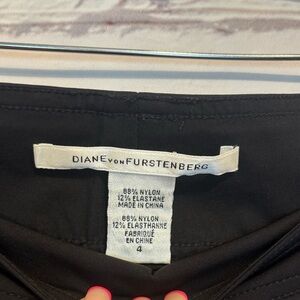 DIANE VON FURSTENBERG
88% NYLON
12% ELASTANE
MADE IN CHINA
88% NYLON
12% ELASTHANNE
FABRIQUÉ
EN CHINE
4